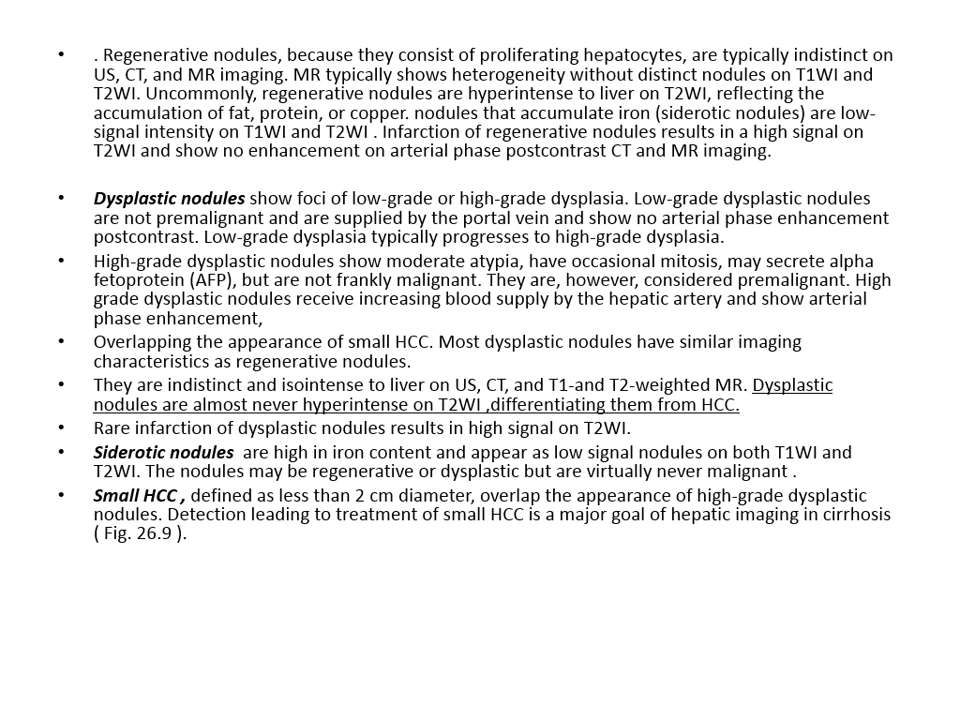 • . Regenerative nodules, because they consist of proliferating hepatocytes, are typically indistinct on
US, CT, and MR imaging. MR typically shows heterogeneity without distinct nodules on T1WI and
T2WI. Uncommonly, regenerative nodules are hyperintense to liver on T2WI, reflecting the
accumulation of fat, protein, or copper. nodules that accumulate iron (siderotic nodules) are low-
signal intensity on T1WI and T2WI . Infarction of regenerative nodules results in a high signal on
T2WI and show no enhancement on arterial phase postcontrast CT and MR imaging.
• Dysplastic nodules show foci of low-grade or high-grade dysplasia. Low-grade dysplastic nodules
are not premalignant and are supplied by the portal vein and show no arterial phase enhancement
postcontrast. Low-grade dysplasia typically progresses to high-grade dysplasia.
• High-grade dysplastic nodules show moderate atypia, have occasional mitosis, may secrete alpha
fetoprotein (AFP), but are not frankly malignant. They are, however, considered premalignant. High
grade dysplastic nodules receive increasing blood supply by the hepatic artery and show arterial
phase enhancement,
• Overlapping the appearance of small HCC. Most dysplastic nodules have similar imaging
characteristics as regenerative nodules.
• They are indistinct and isointense to liver on US, CT, and T1-and T2-weighted MR. Dysplastic
nodules are almost never hyperintense on T2WI ,differentiating them from HCC.
• Rare infarction of dysplastic nodules results in high signal on T2WI.
• Siderotic nodules are high in iron content and appear as low signal nodules on both T1WI and
T2WI. The nodules may be regenerative or dysplastic but are virtually never malignant .
• Small HCC , defined as less than 2 cm diameter, overlap the appearance of high-grade dysplastic
nodules. Detection leading to treatment of small HCC is a major goal of hepatic imaging in cirrhosis
( Fig. 26.9 ).